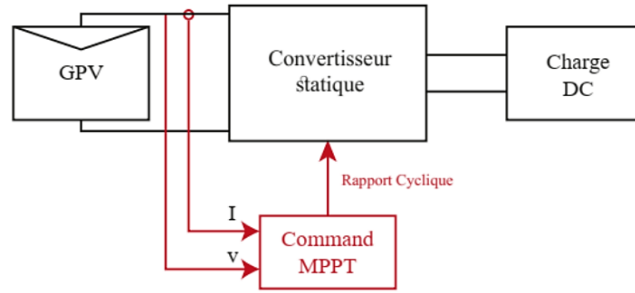 GPV
Convertisseur
statique
Charge
DC
Rapport Cyclique
I
v
Command
MPPT